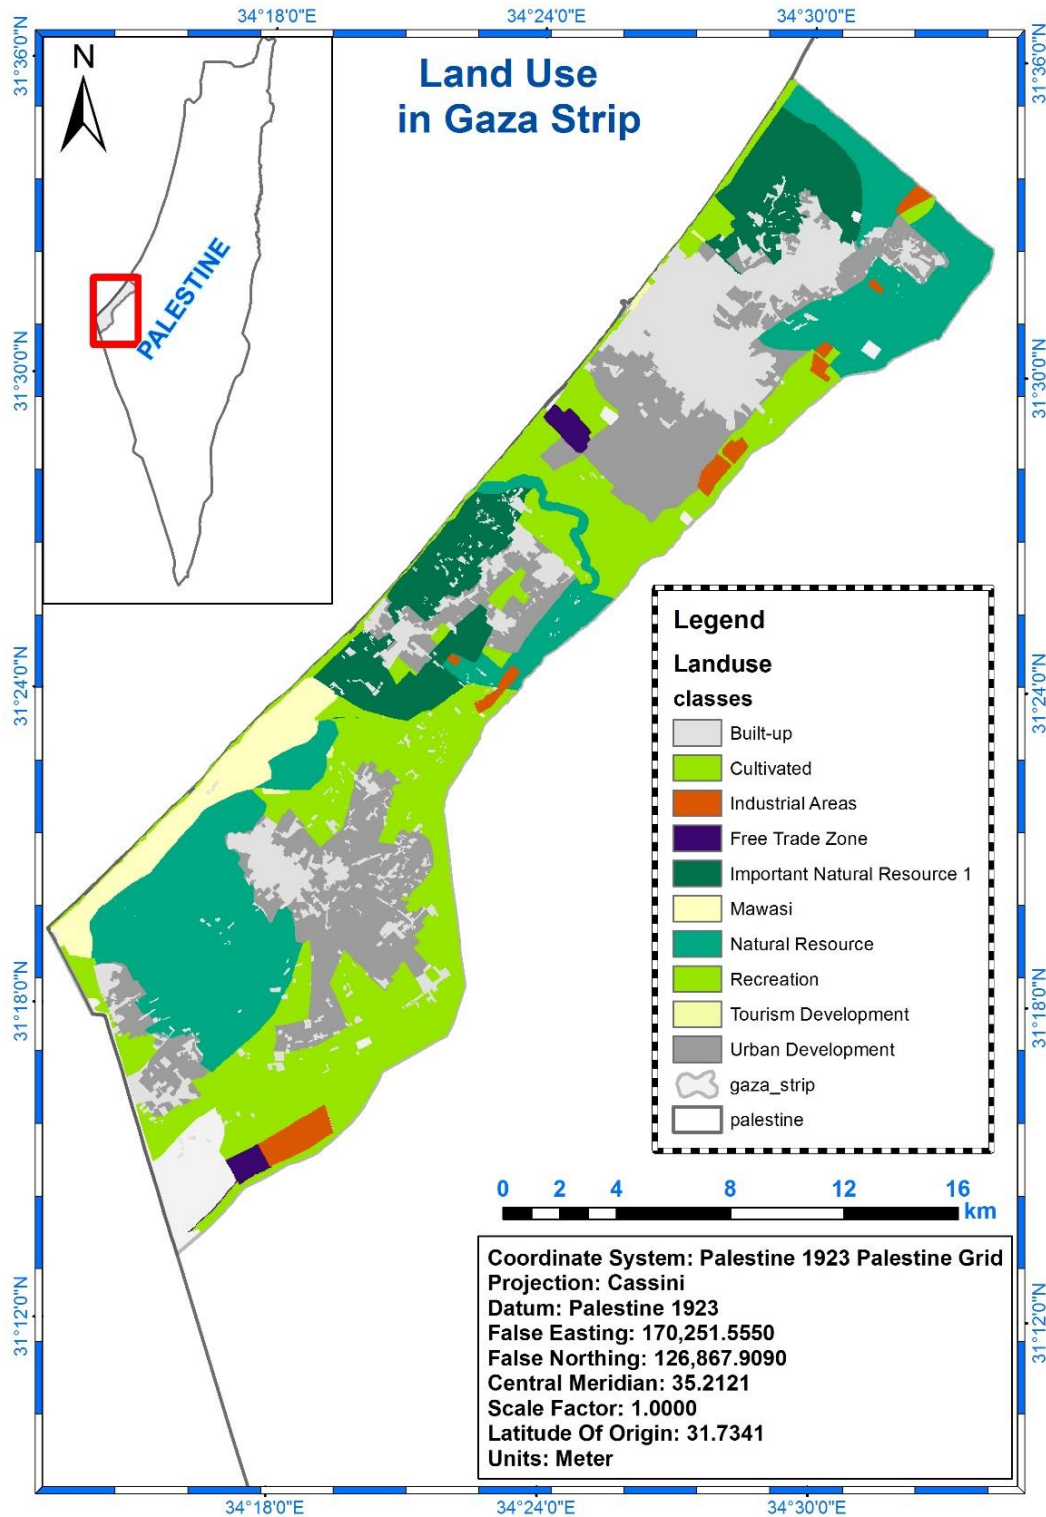 34°18'0"E
34°24'0"E
34°30'0"E
31°36'0"N
31°36'0"N
N
Land Use
in Gaza Strip
PALESTINE
31°30'0"N
31°30'0"N
31°24'0"N
31°24'0"N
31°18'0"N
31°18'0"N
31°12'0"N
31°12'0"N
Legend
Landuse
classes
Built-up
Cultivated
Industrial Areas
Free Trade Zone
Important Natural Resource 1
Mawasi
Natural Resource
Recreation
Tourism Development
Urban Development
gaza_strip
palestine
0 2 4 8 12 16
km
Coordinate System: Palestine 1923 Palestine Grid
Projection: Cassini
Datum: Palestine 1923
False Easting: 170,251.5550
False Northing: 126,867.9090
Central Meridian: 35.2121
Scale Factor: 1.0000
Latitude Of Origin: 31.7341
Units: Meter
34°18'0"E
34°24'0"E
34°30'0"E